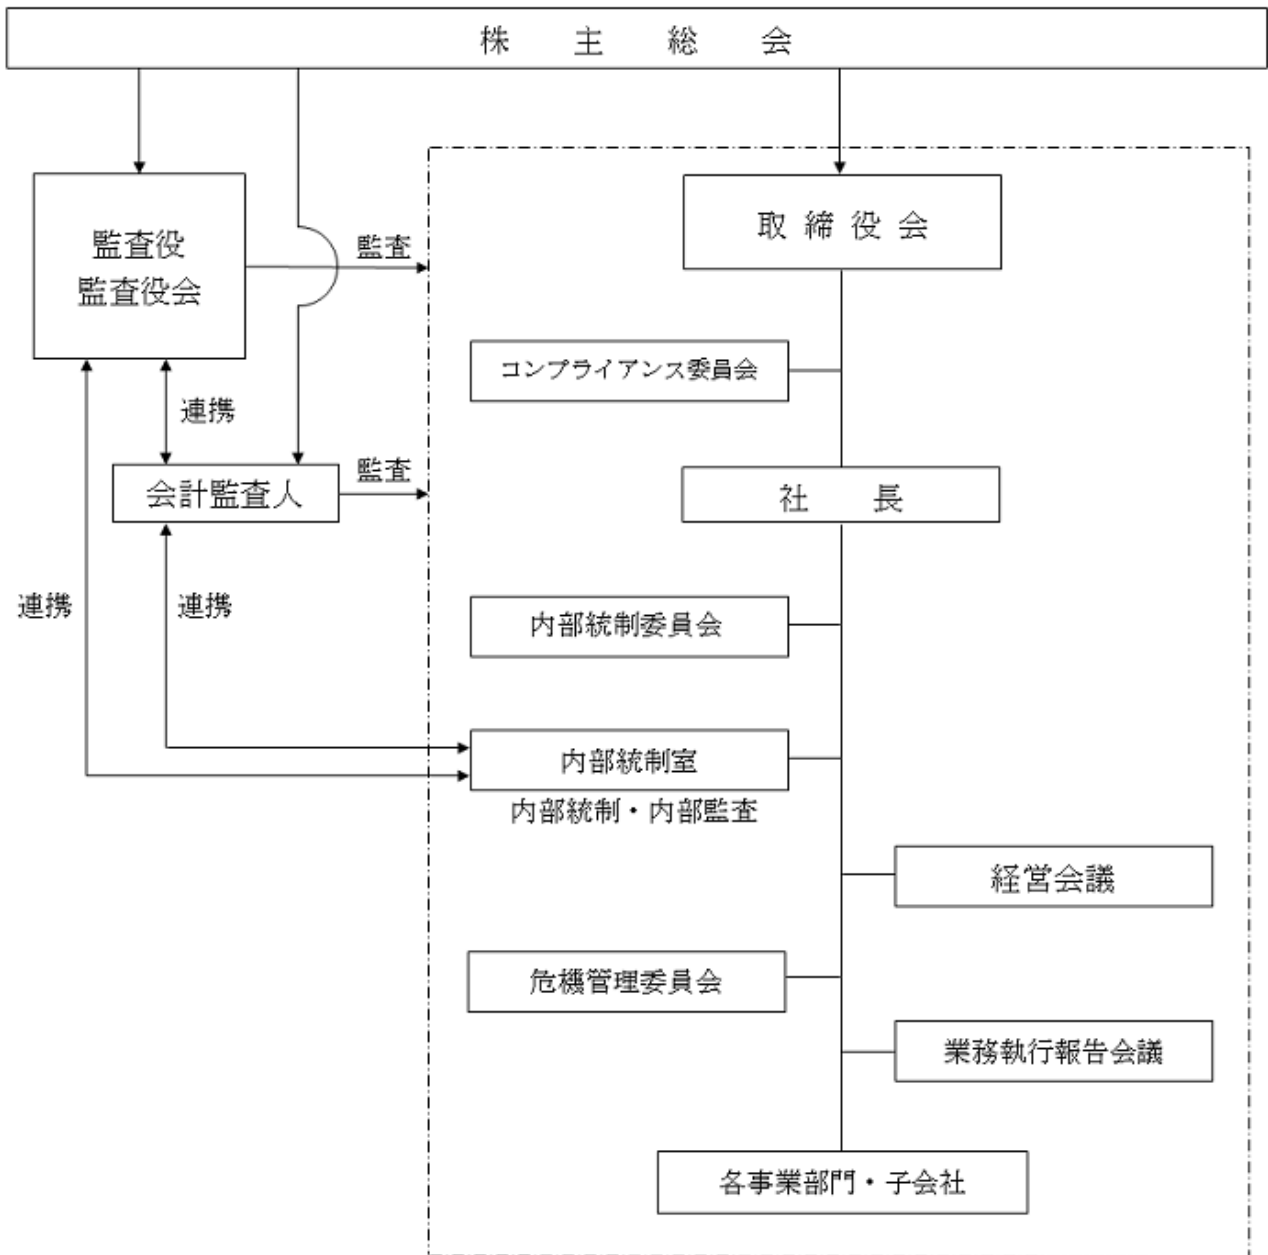 株主総会
取締役会
監査役
監査役会
監査
コンプライアンス委員会
連携
監査
会計監査人
社長
連携
連携
内部統制委員会
内部統制室
内部統制・内部監査
経営会議
危機管理委員会
業務執行報告会議
各事業部門・子会社